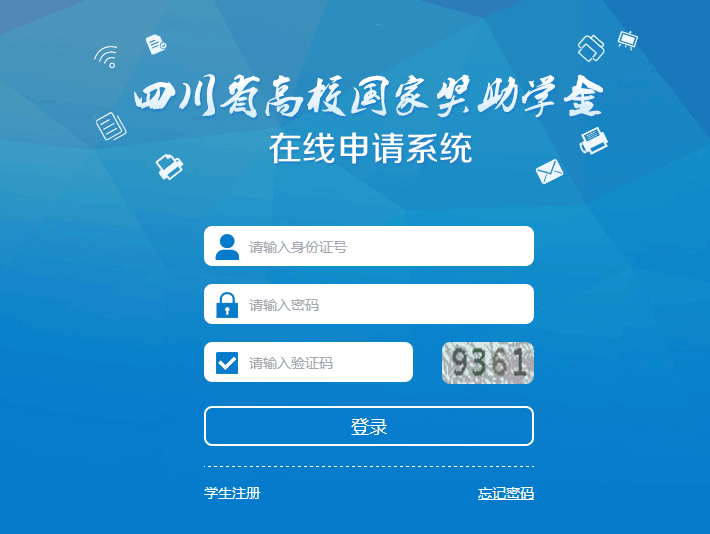 四川省高校国家奖助学金
在线申请系统
请输入身份证号
请输入密码
请输入验证码
9361
登录
学生注册
忘记密码